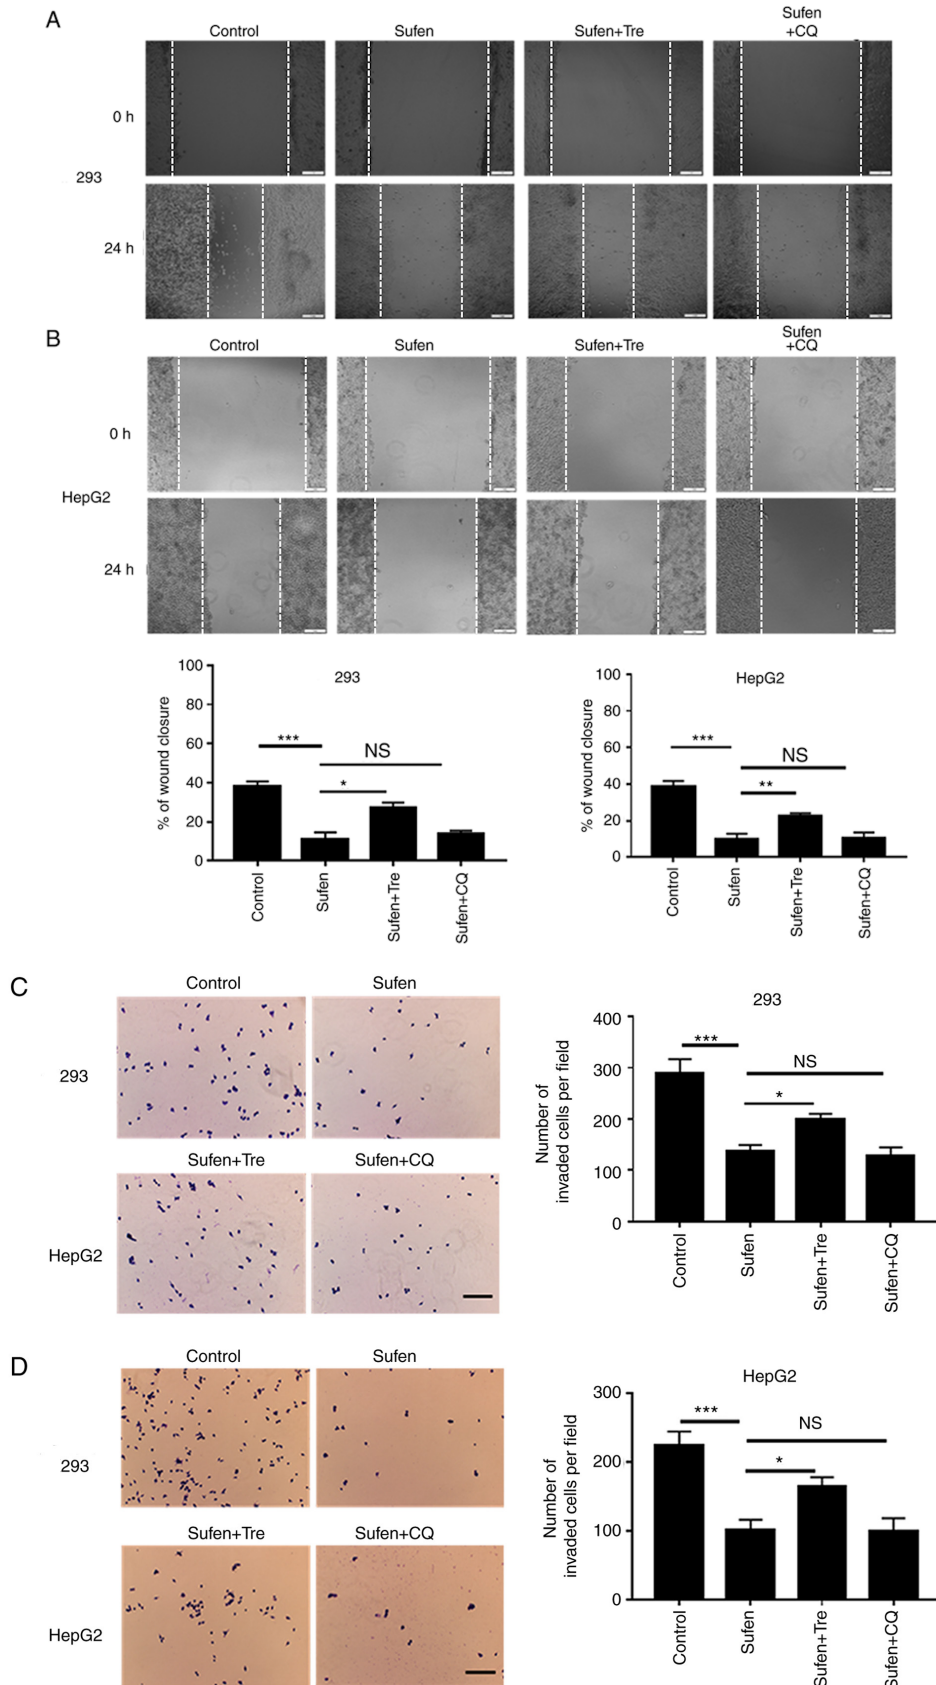 A
Control
Sufen
Sufen+Tre
Sufen
+CQ
0 h
293
24 h
B
Control
Sufen
Sufen+Tre
Sufen
+CQ
0 h
HepG2
24 h
293
% of wound closure
100
80
60
40
20
0
***
NS
*
Control
Sufen
Sufen+Tre
Sufen+CQ
HepG2
% of wound closure
100
80
60
40
20
0
***
NS
**
Control
Sufen
Sufen+Tre
Sufen+CQ
C
Control
Sufen
293
Sufen+Tre
Sufen+CQ
HepG2
293
Number of
invaded cells per field
400
300
200
100
0
***
NS
*
Control
Sufen
Sufen+Tre
Sufen+CQ
D
Control
Sufen
293
Sufen+Tre
Sufen+CQ
HepG2
HepG2
Number of
invaded cells per field
300
200
100
0
***
NS
*
Control
Sufen
Sufen+Tre
Sufen+CQ